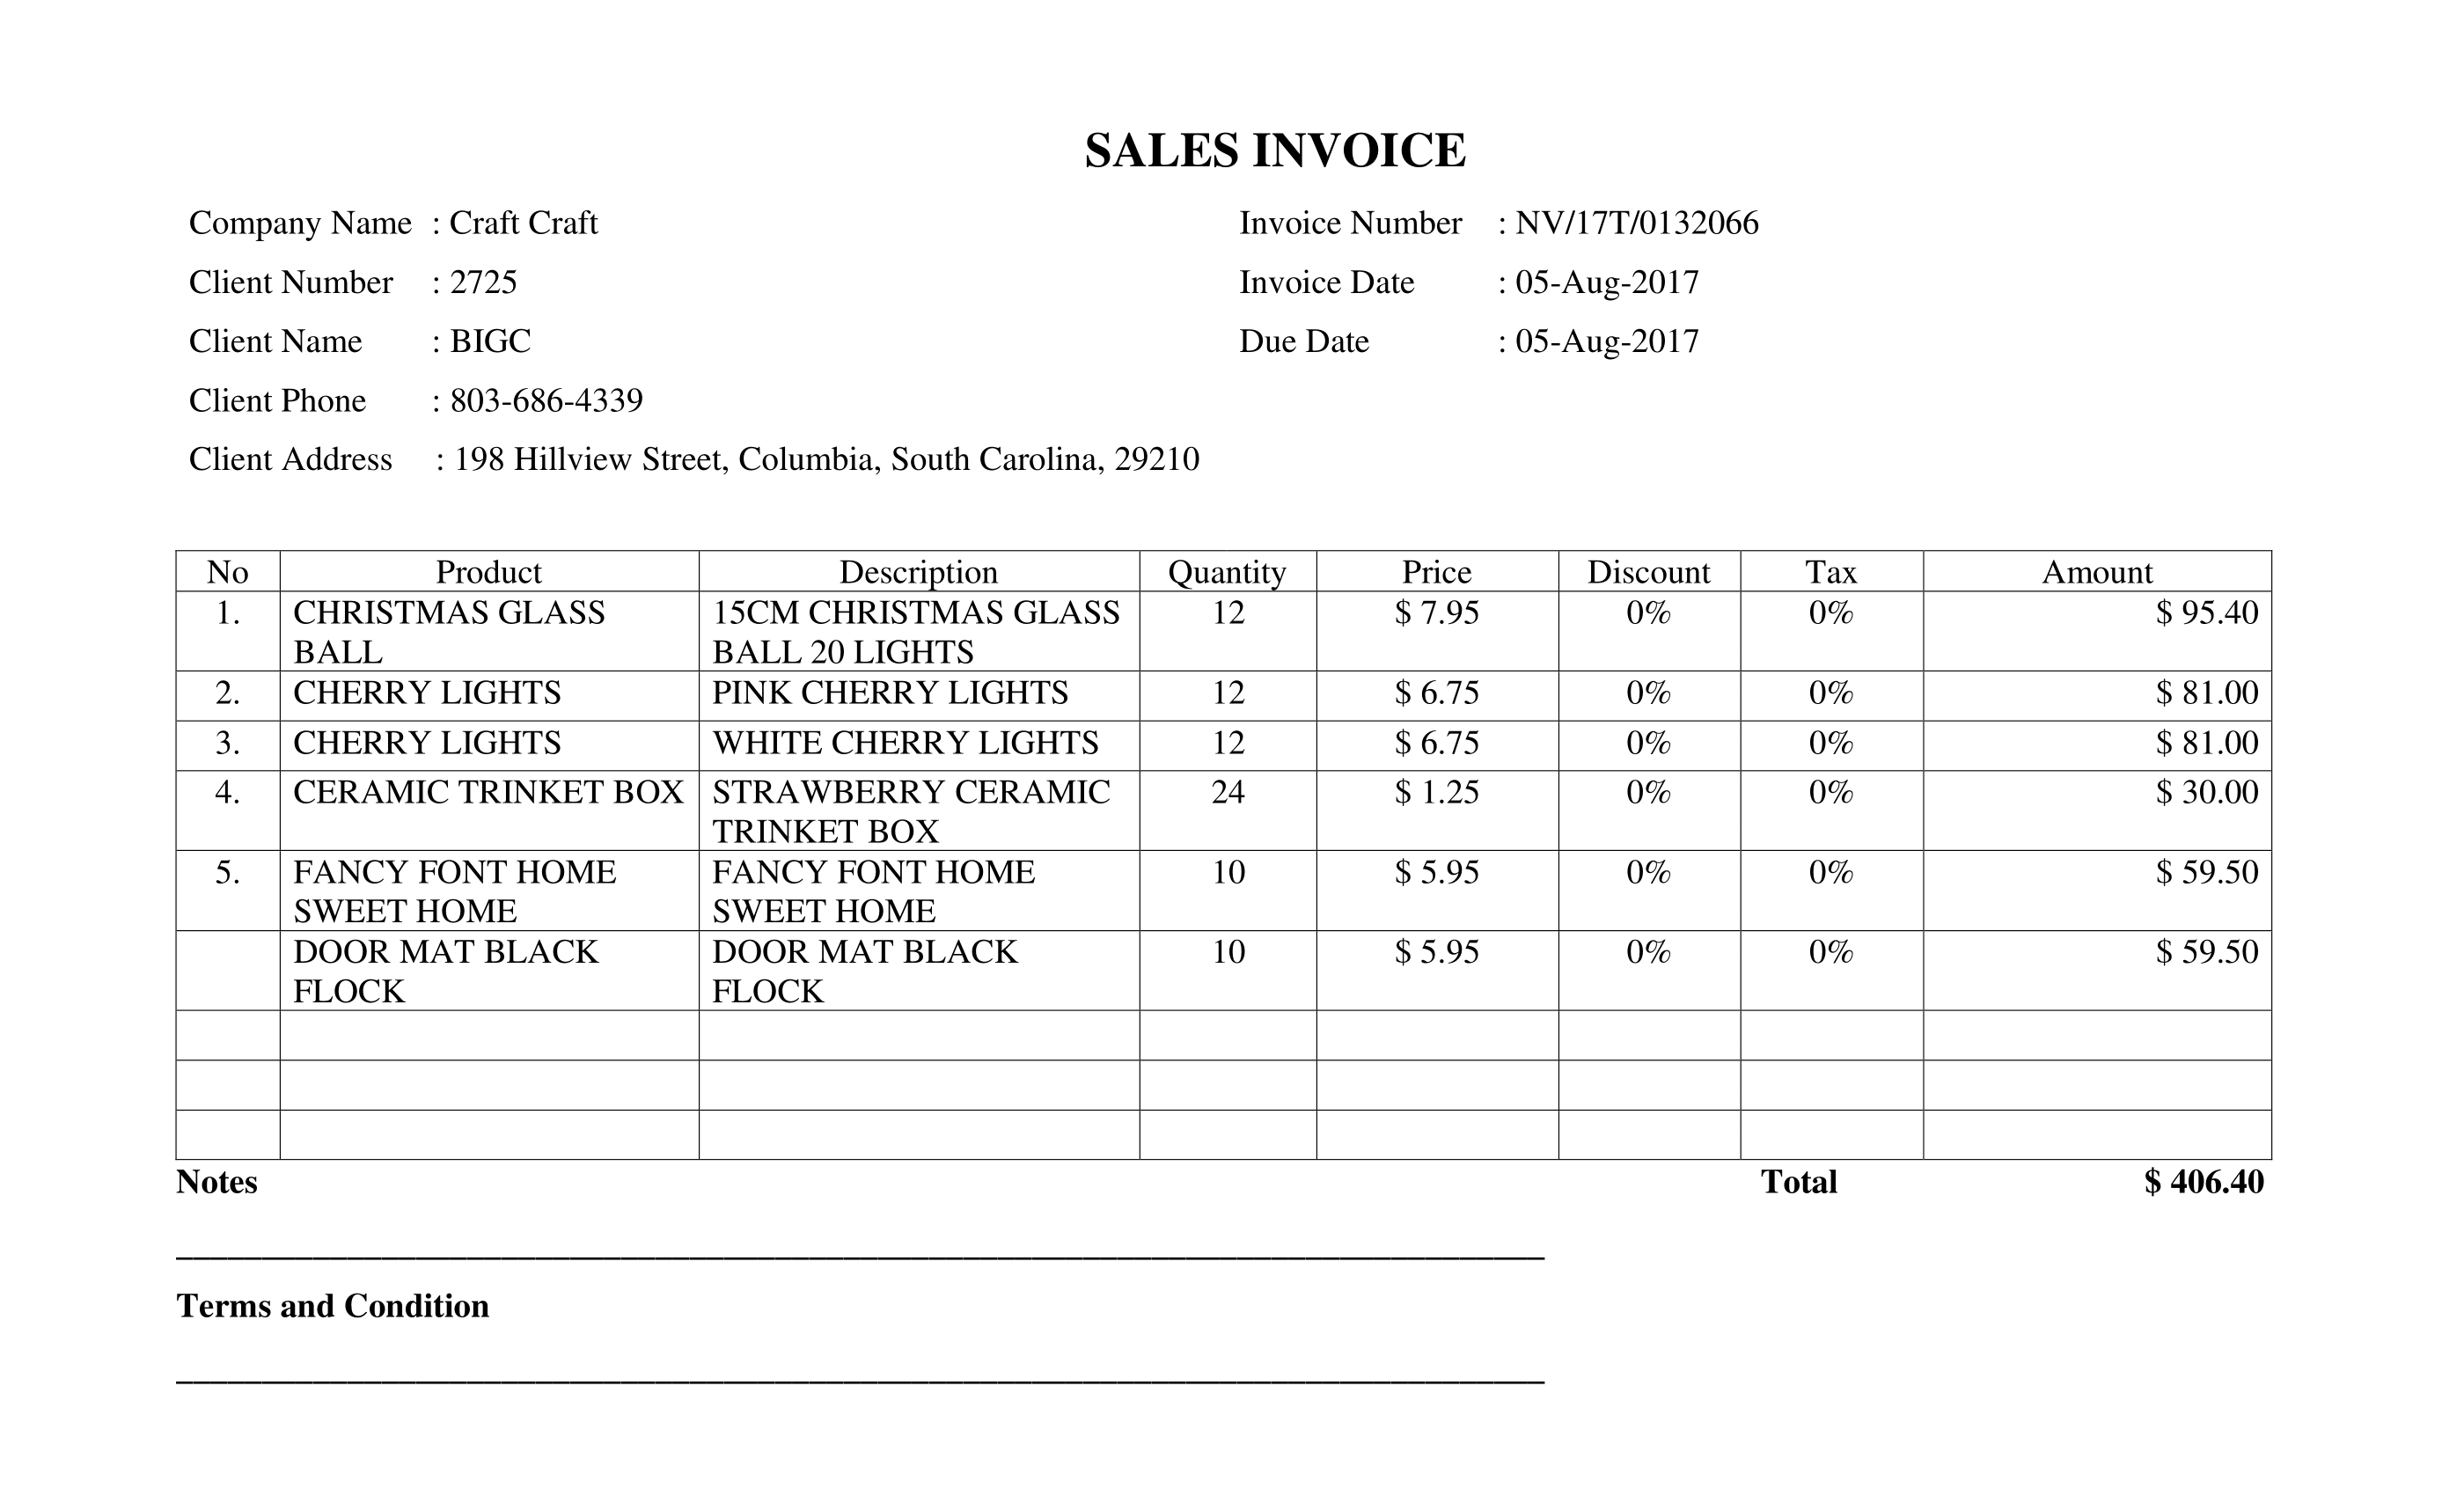 SALES INVOICE
Company Name : Craft Craft Invoice Number : NV/17T/0132066
Client Number : 2725 Invoice Date : 05-Aug-2017
Client Name : BIGC Due Date : 05-Aug-2017
Client Phone : 803-686-4339
Client Address : 198 Hillview Street, Columbia, South Carolina, 29210
No Product Description Quantity Price Discount Tax Amount
1. CHRISTMAS GLASS 15CM CHRISTMAS GLASS 12 $ 7.95 0% 0% $ 95.40
BALL BALL 20 LIGHTS
2. CHERRY LIGHTS PINK CHERRY LIGHTS 12 $ 6.75 0% 0% $ 81.00
3. CHERRY LIGHTS WHITE CHERRY LIGHTS 12 $ 6.75 0% 0% $ 81.00
4. CERAMIC TRINKET BOX STRAWBERRY CERAMIC 24 $ 1.25 0% 0% $ 30.00
TRINKET BOX
5. FANCY FONT HOME FANCY FONT HOME 10 $ 5.95 0% 0% $ 59.50
SWEET HOME SWEET HOME
DOOR MAT BLACK DOOR MAT BLACK 10 $ 5.95 0% 0% $ 59.50
FLOCK FLOCK
Notes Total $ 406.40
Terms and Condition